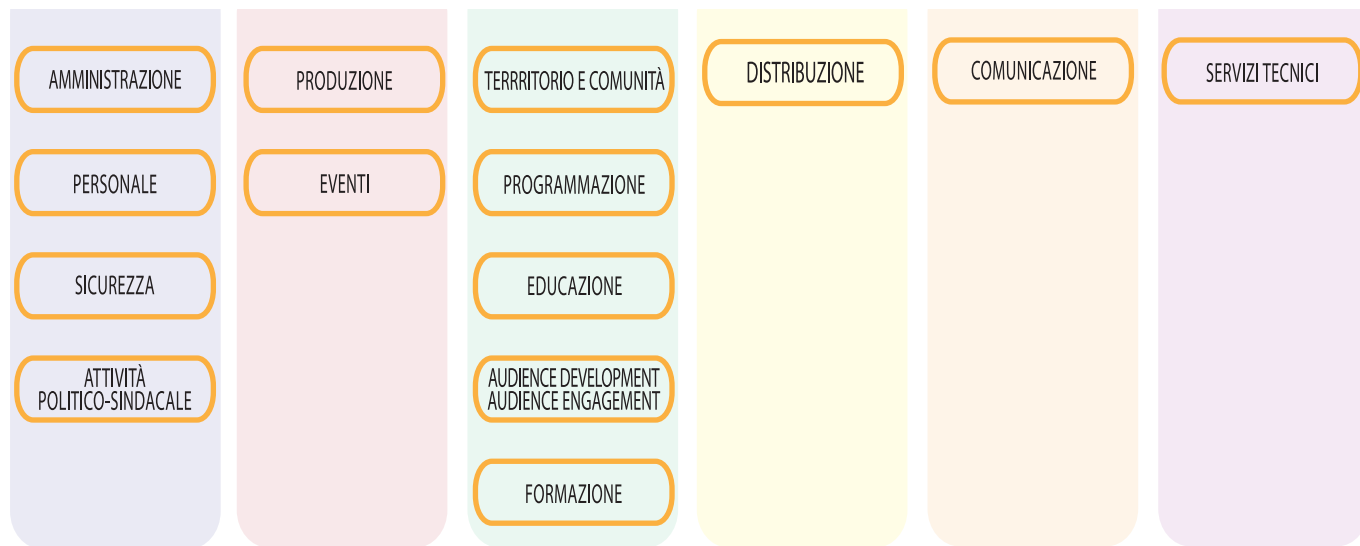 AMMINISTRAZIONE
PERSONALE
SICUREZZA
ATTIVITÀ
POLITICO-SINDACALE
PRODUZIONE
EVENTI
TERRRITORIO E COMUNITÀ
PROGRAMMAZIONE
EDUCAZIONE
AUDIENCE DEVELOPMENT
AUDIENCE ENGAGEMENT
FORMAZIONE
DISTRIBUZIONE
COMUNICAZIONE
SERVIZI TECNICI